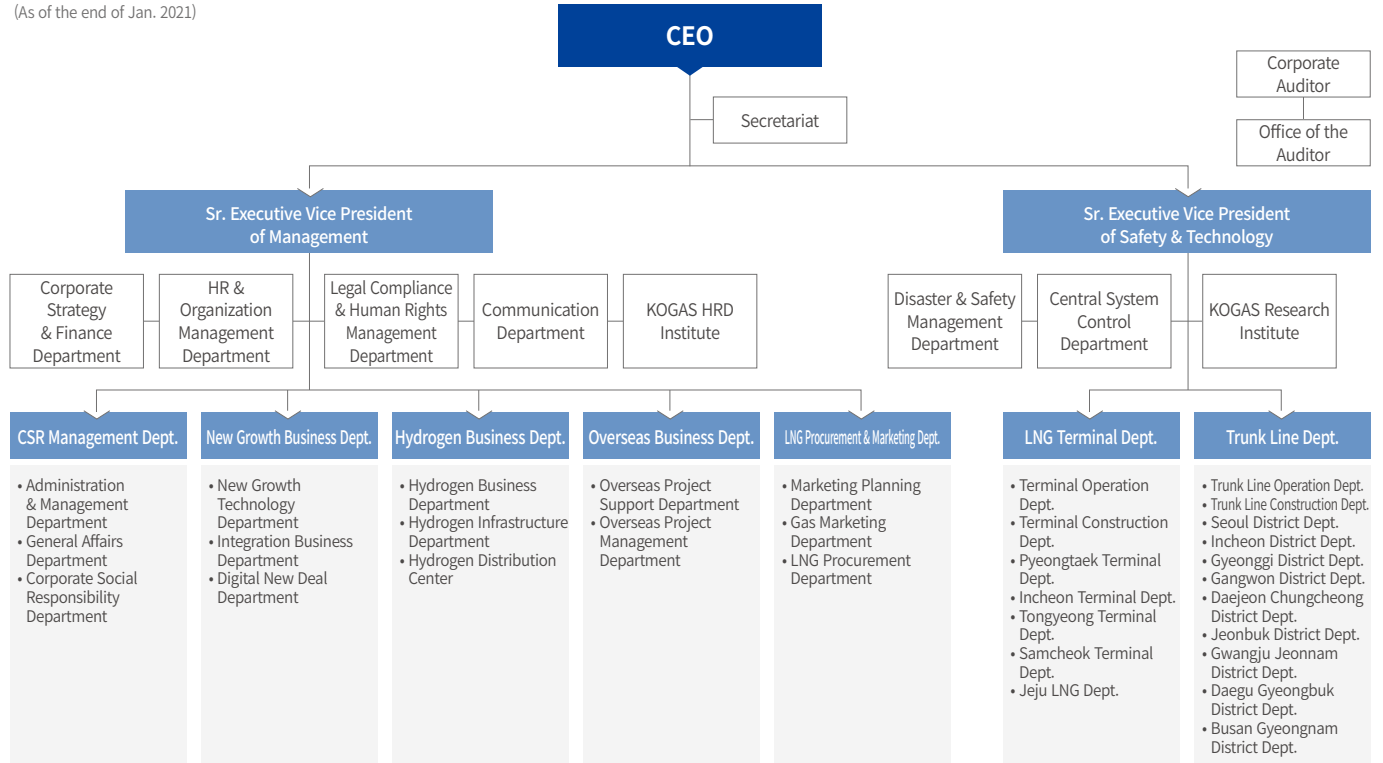 (As of the end of Jan. 2021)
CEO
Corporate
Auditor
Secretariat
Office of the
Auditor
Sr. Executive Vice President
of Management
Sr. Executive Vice President
of Safety & Technology
Corporate
Strategy
& Finance
Department
HR &
Organization
Management
Department
Legal Compliance
& Human Rights
Management
Department
Communication
Department
KOGAS HRD
Institute
Disaster & Safety
Management
Department
Central System
Control
Department
KOGAS Research
Institute
CSR Management Dept.
• Administration
& Management
Department
• General Affairs
Department
• Corporate Social
Responsibility
Department
New Growth Business Dept.
• New Growth
Technology
Department
• Integration Business
Department
• Digital New Deal
Department
Hydrogen Business Dept.
• Hydrogen Business
Department
• Hydrogen Infrastructure
Department
• Hydrogen Distribution
Center
Overseas Business Dept.
• Overseas Project
Support Department
• Overseas Project
Management
Department
LNG Procurement & Marketing Dept.
• Marketing Planning
Department
• Gas Marketing
Department
• LNG Procurement
Department
LNG Terminal Dept.
• Terminal Operation
Dept.
• Terminal Construction
Dept.
• Pyeongtaek Terminal
Dept.
• Incheon Terminal Dept.
• Tongyeong Terminal
Dept.
• Samcheok Terminal
Dept.
• Jeju LNG Dept.
Trunk Line Dept.
• Trunk Line Operation Dept.
• Trunk Line Construction Dept.
• Seoul District Dept.
• Incheon District Dept.
• Gyeonggi District Dept.
• Gangwon District Dept.
• Daejeon Chungcheong
District Dept.
• Jeonbuk District Dept.
• Gwangju Jeonnam
District Dept.
• Daegu Gyeongbuk
District Dept.
• Busan Gyeongnam
District Dept.